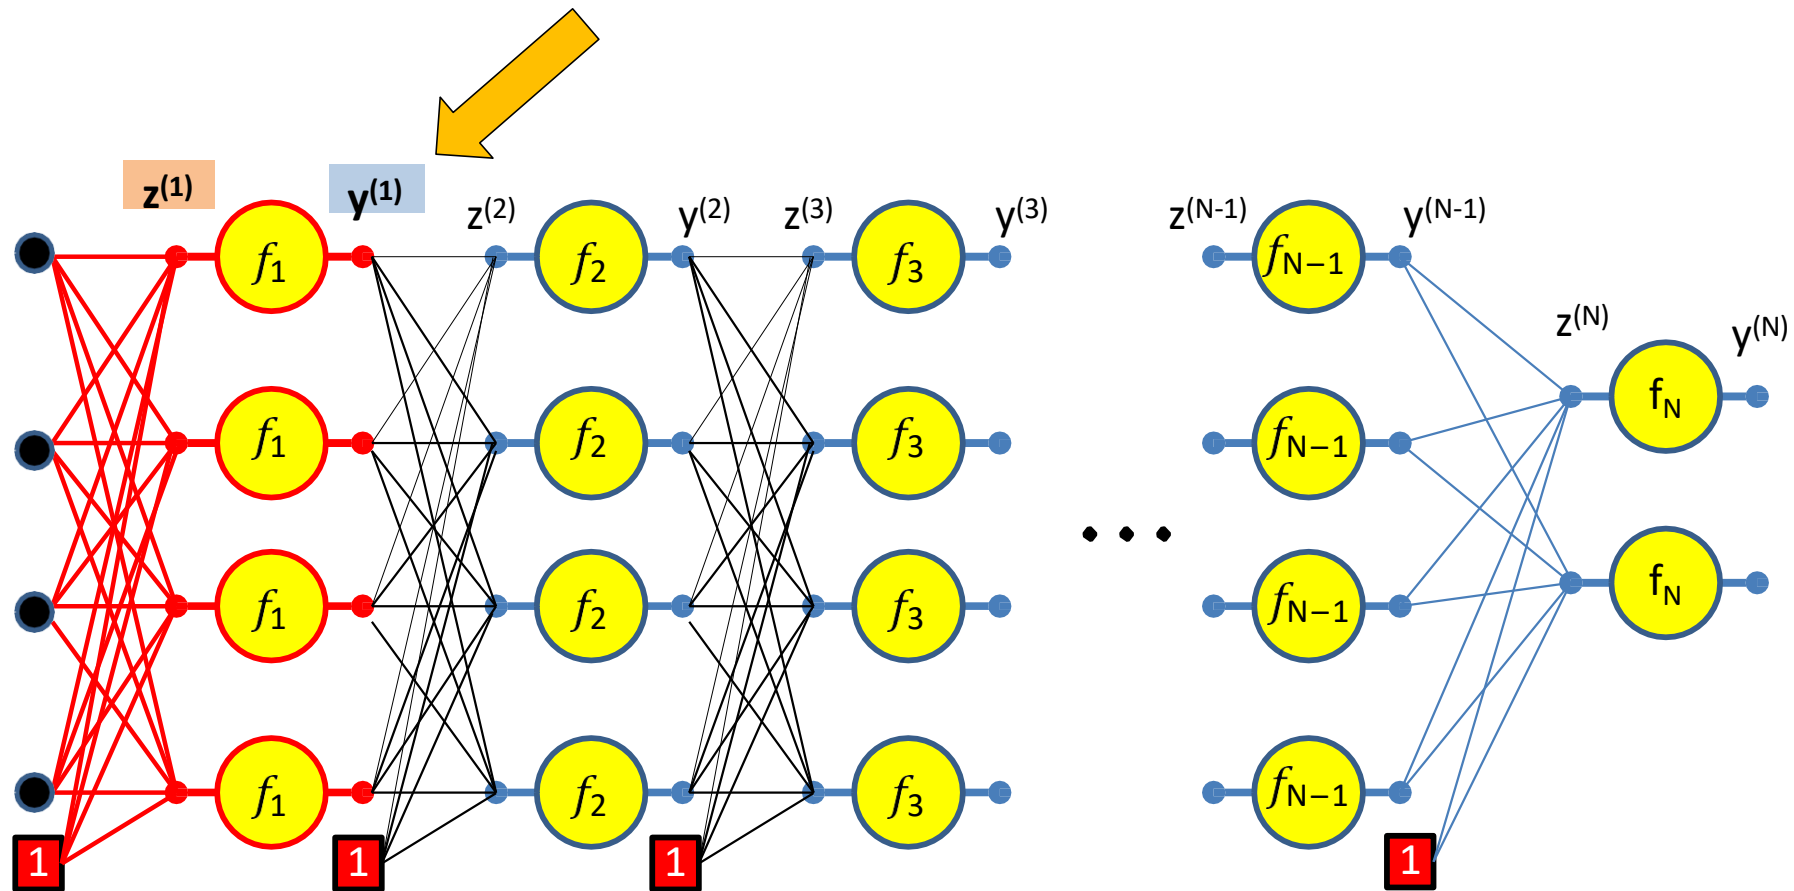 z(1) y(1)
z(2) y(2) z(3) y(3) z(N-1) y(N-1)
f1 f2 f3 fN−1
z(N) y(N)
fN
f1 f2 f3 fN−1
f1 f2 f3 fN−1
fN
...
f1 f2 f3 fN−1
1 1 1 1